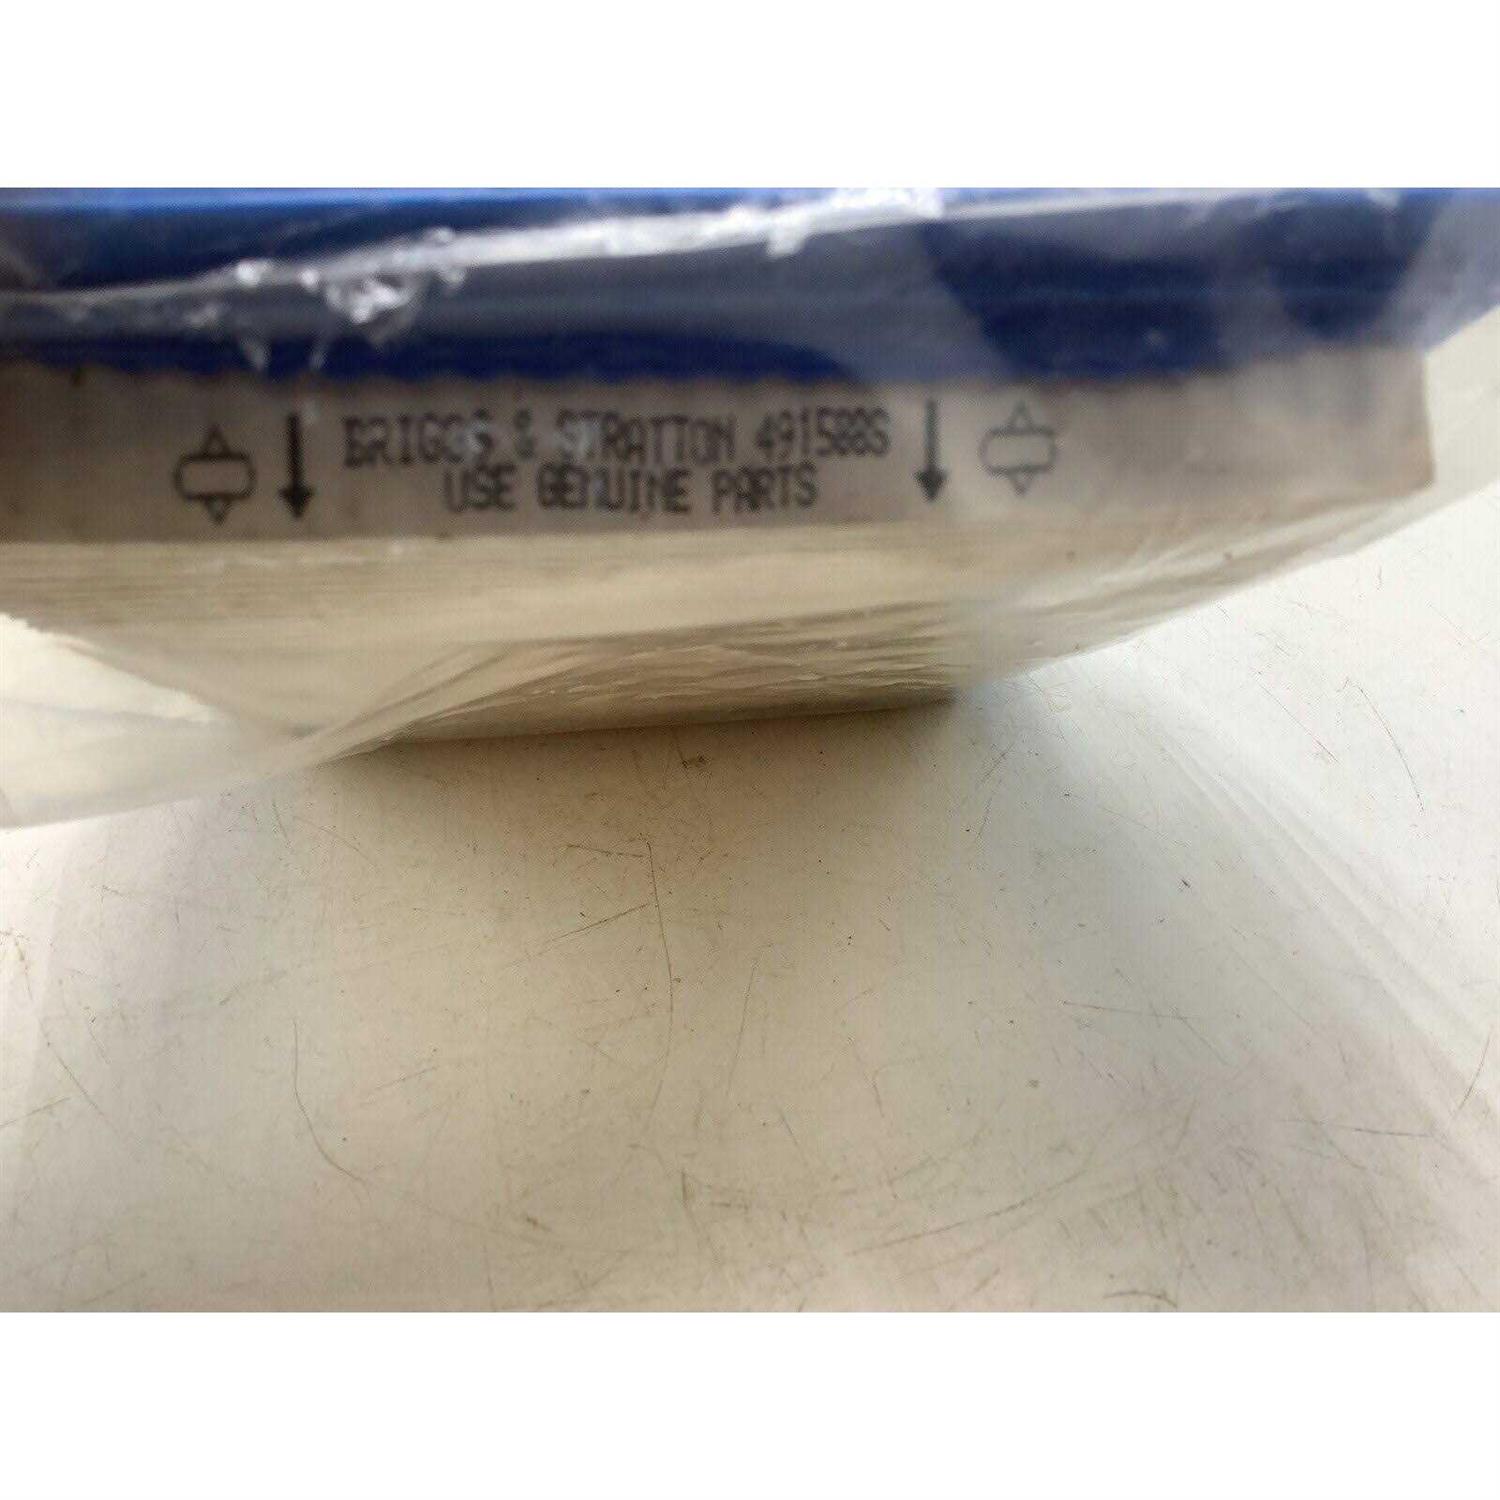 BRIGGS & STRATTON 491588S
USE GENUINE PARTS